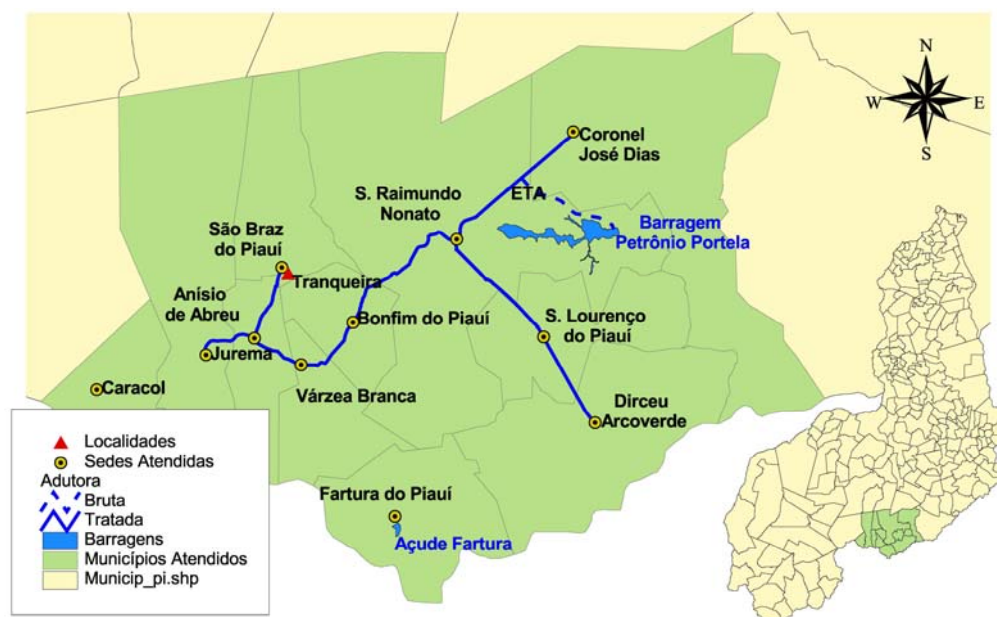 N
W
E
S
Coronel
José Dias
ETA
S. Raimundo
Nonato
Barragem
Petrônio Portela
São Braz
do Piauí
Tranqueira
Anísio
de Abreu
Bonfim do Piauí
S. Lourenço
do Piauí
Jurema
Caracol
Várzea Branca
Dirceu
Arcoverde
Fartura do Piauí
Açude Fartura
Localidades
Sedes Atendidas
Adutora
Bruta
Tratada
Barragens
Municípios Atendidos
Municip_pi.shp